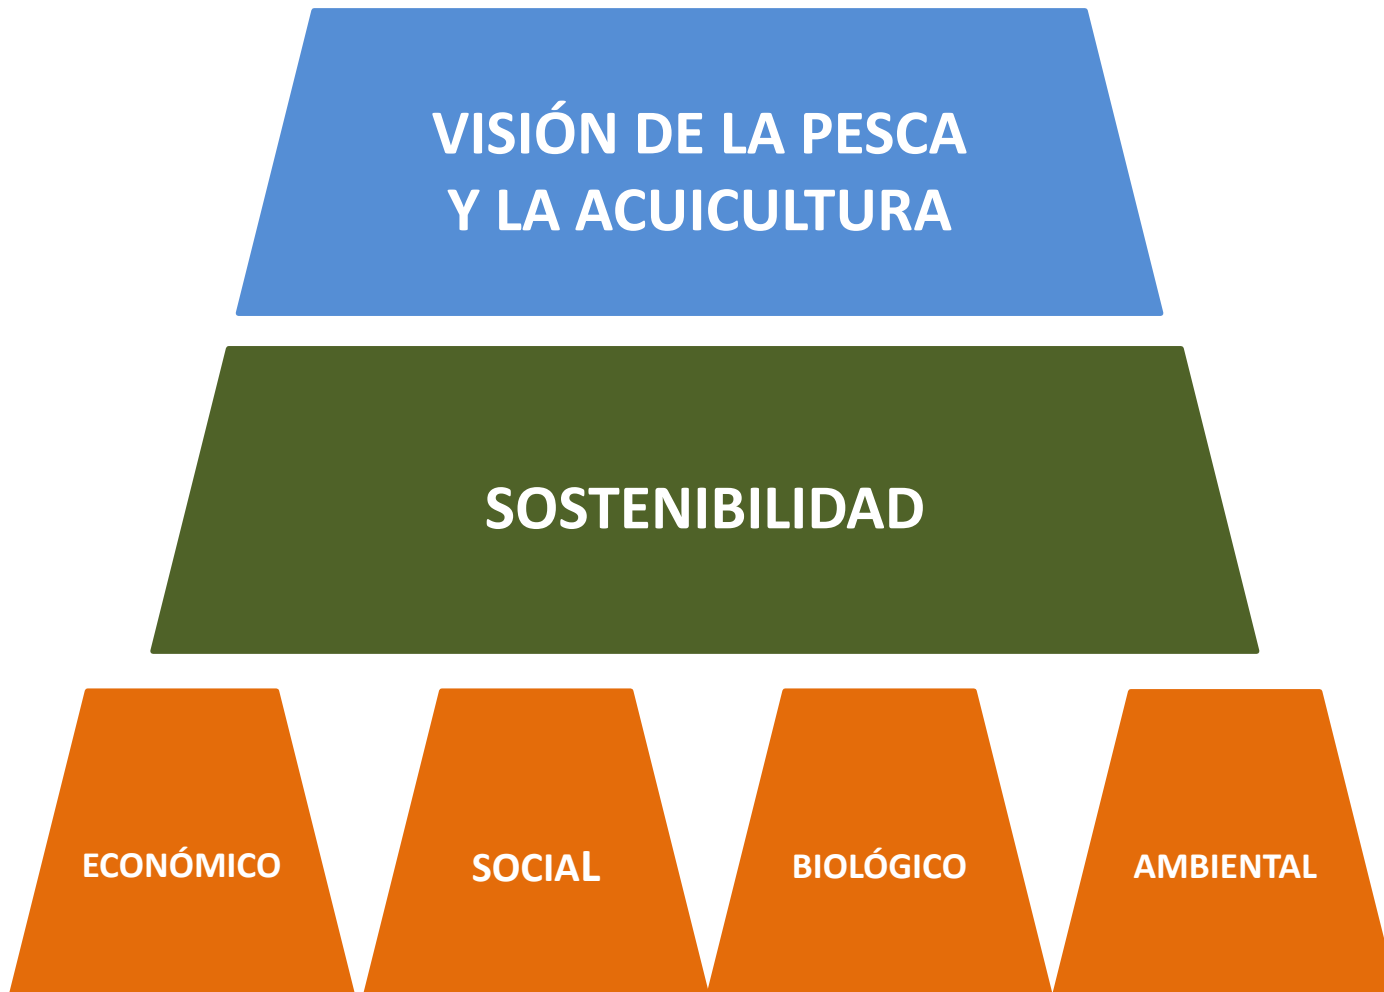 VISIÓN DE LA PESCA
Y LA ACUICULTURA
SOSTENIBILIDAD
ECONÓMICO
SOCIAL
BIOLÓGICO
AMBIENTAL